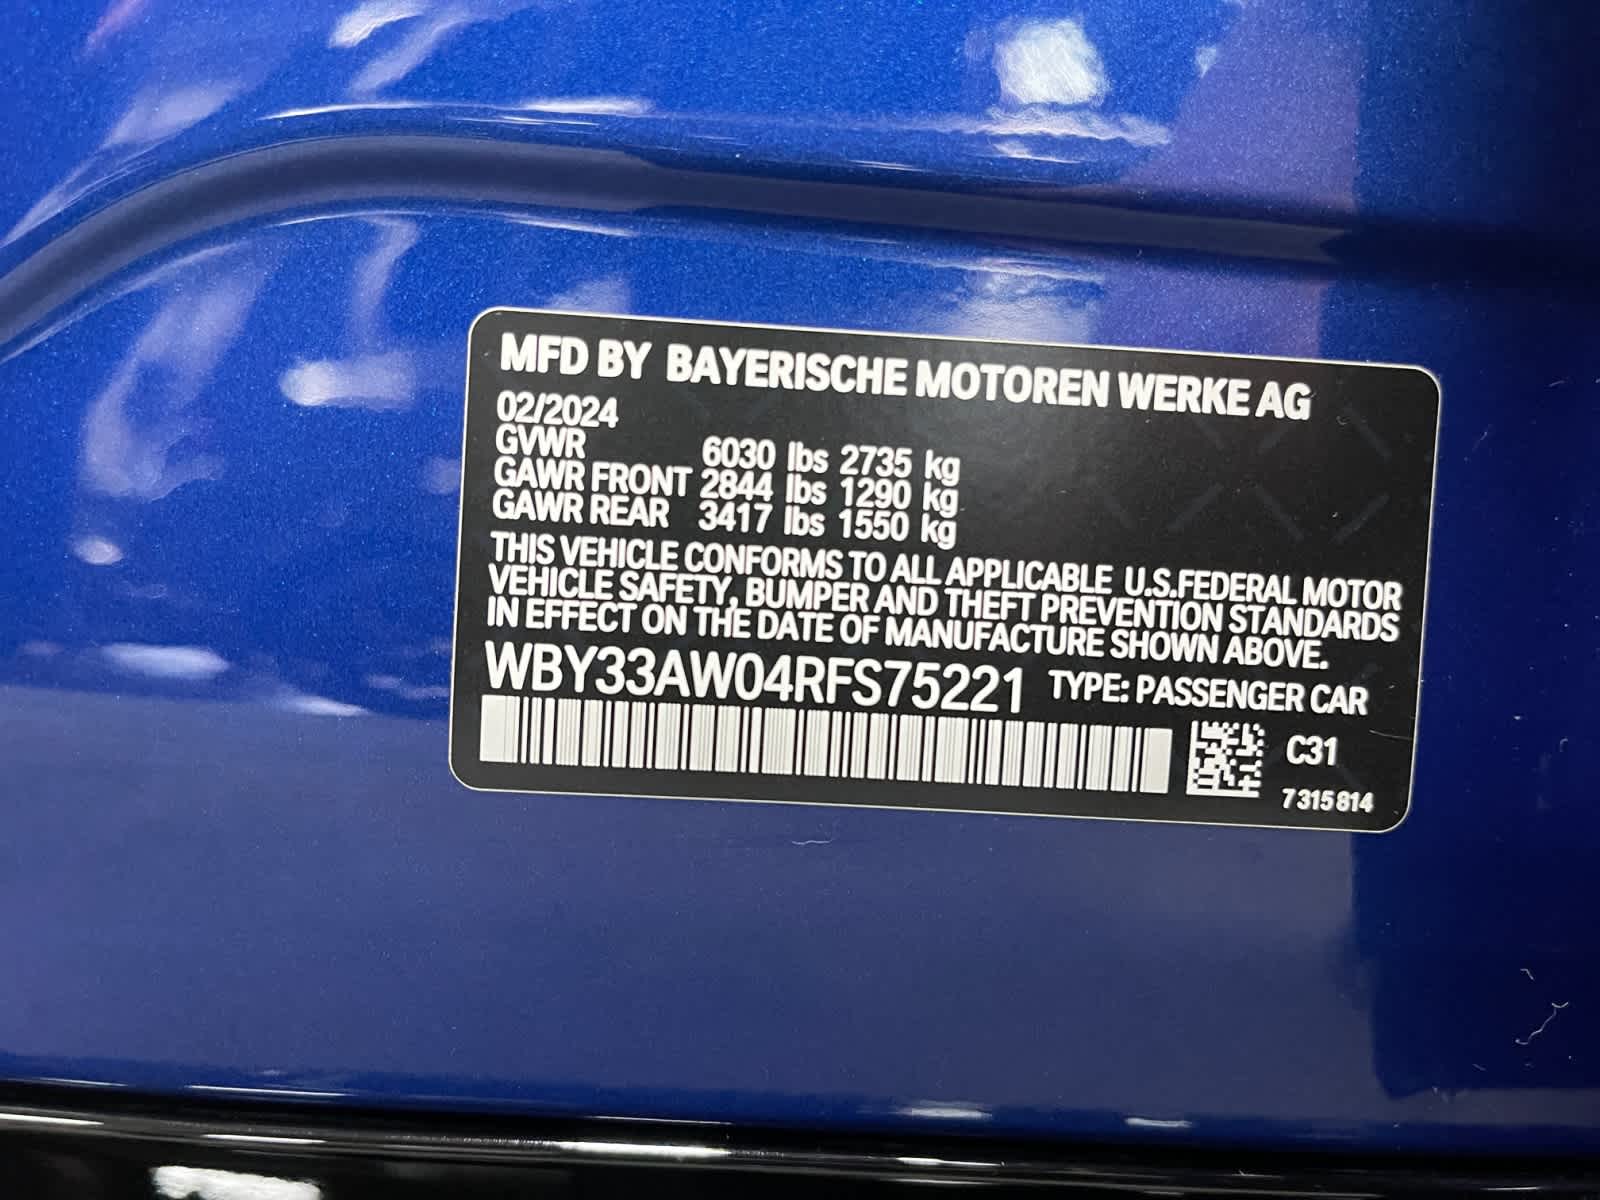 MFD BY BAYERISCHE MOTOREN WERKE AG
02/2024
GVWR 6030 lbs 2735 kg
GAWR FRONT 2844 lbs 1290 kg
GAWR REAR 3417 lbs 1550 kg
THIS VEHICLE CONFORMS TO ALL APPLICABLE U.S.FEDERAL MOTOR
VEHICLE SAFETY, BUMPER AND THEFT PREVENTION STANDARDS
IN EFFECT ON THE DATE OF MANUFACTURE SHOWN ABOVE.
WBY33AW04RFS75221 TYPE: PASSENGER CAR
C31
7 315 814